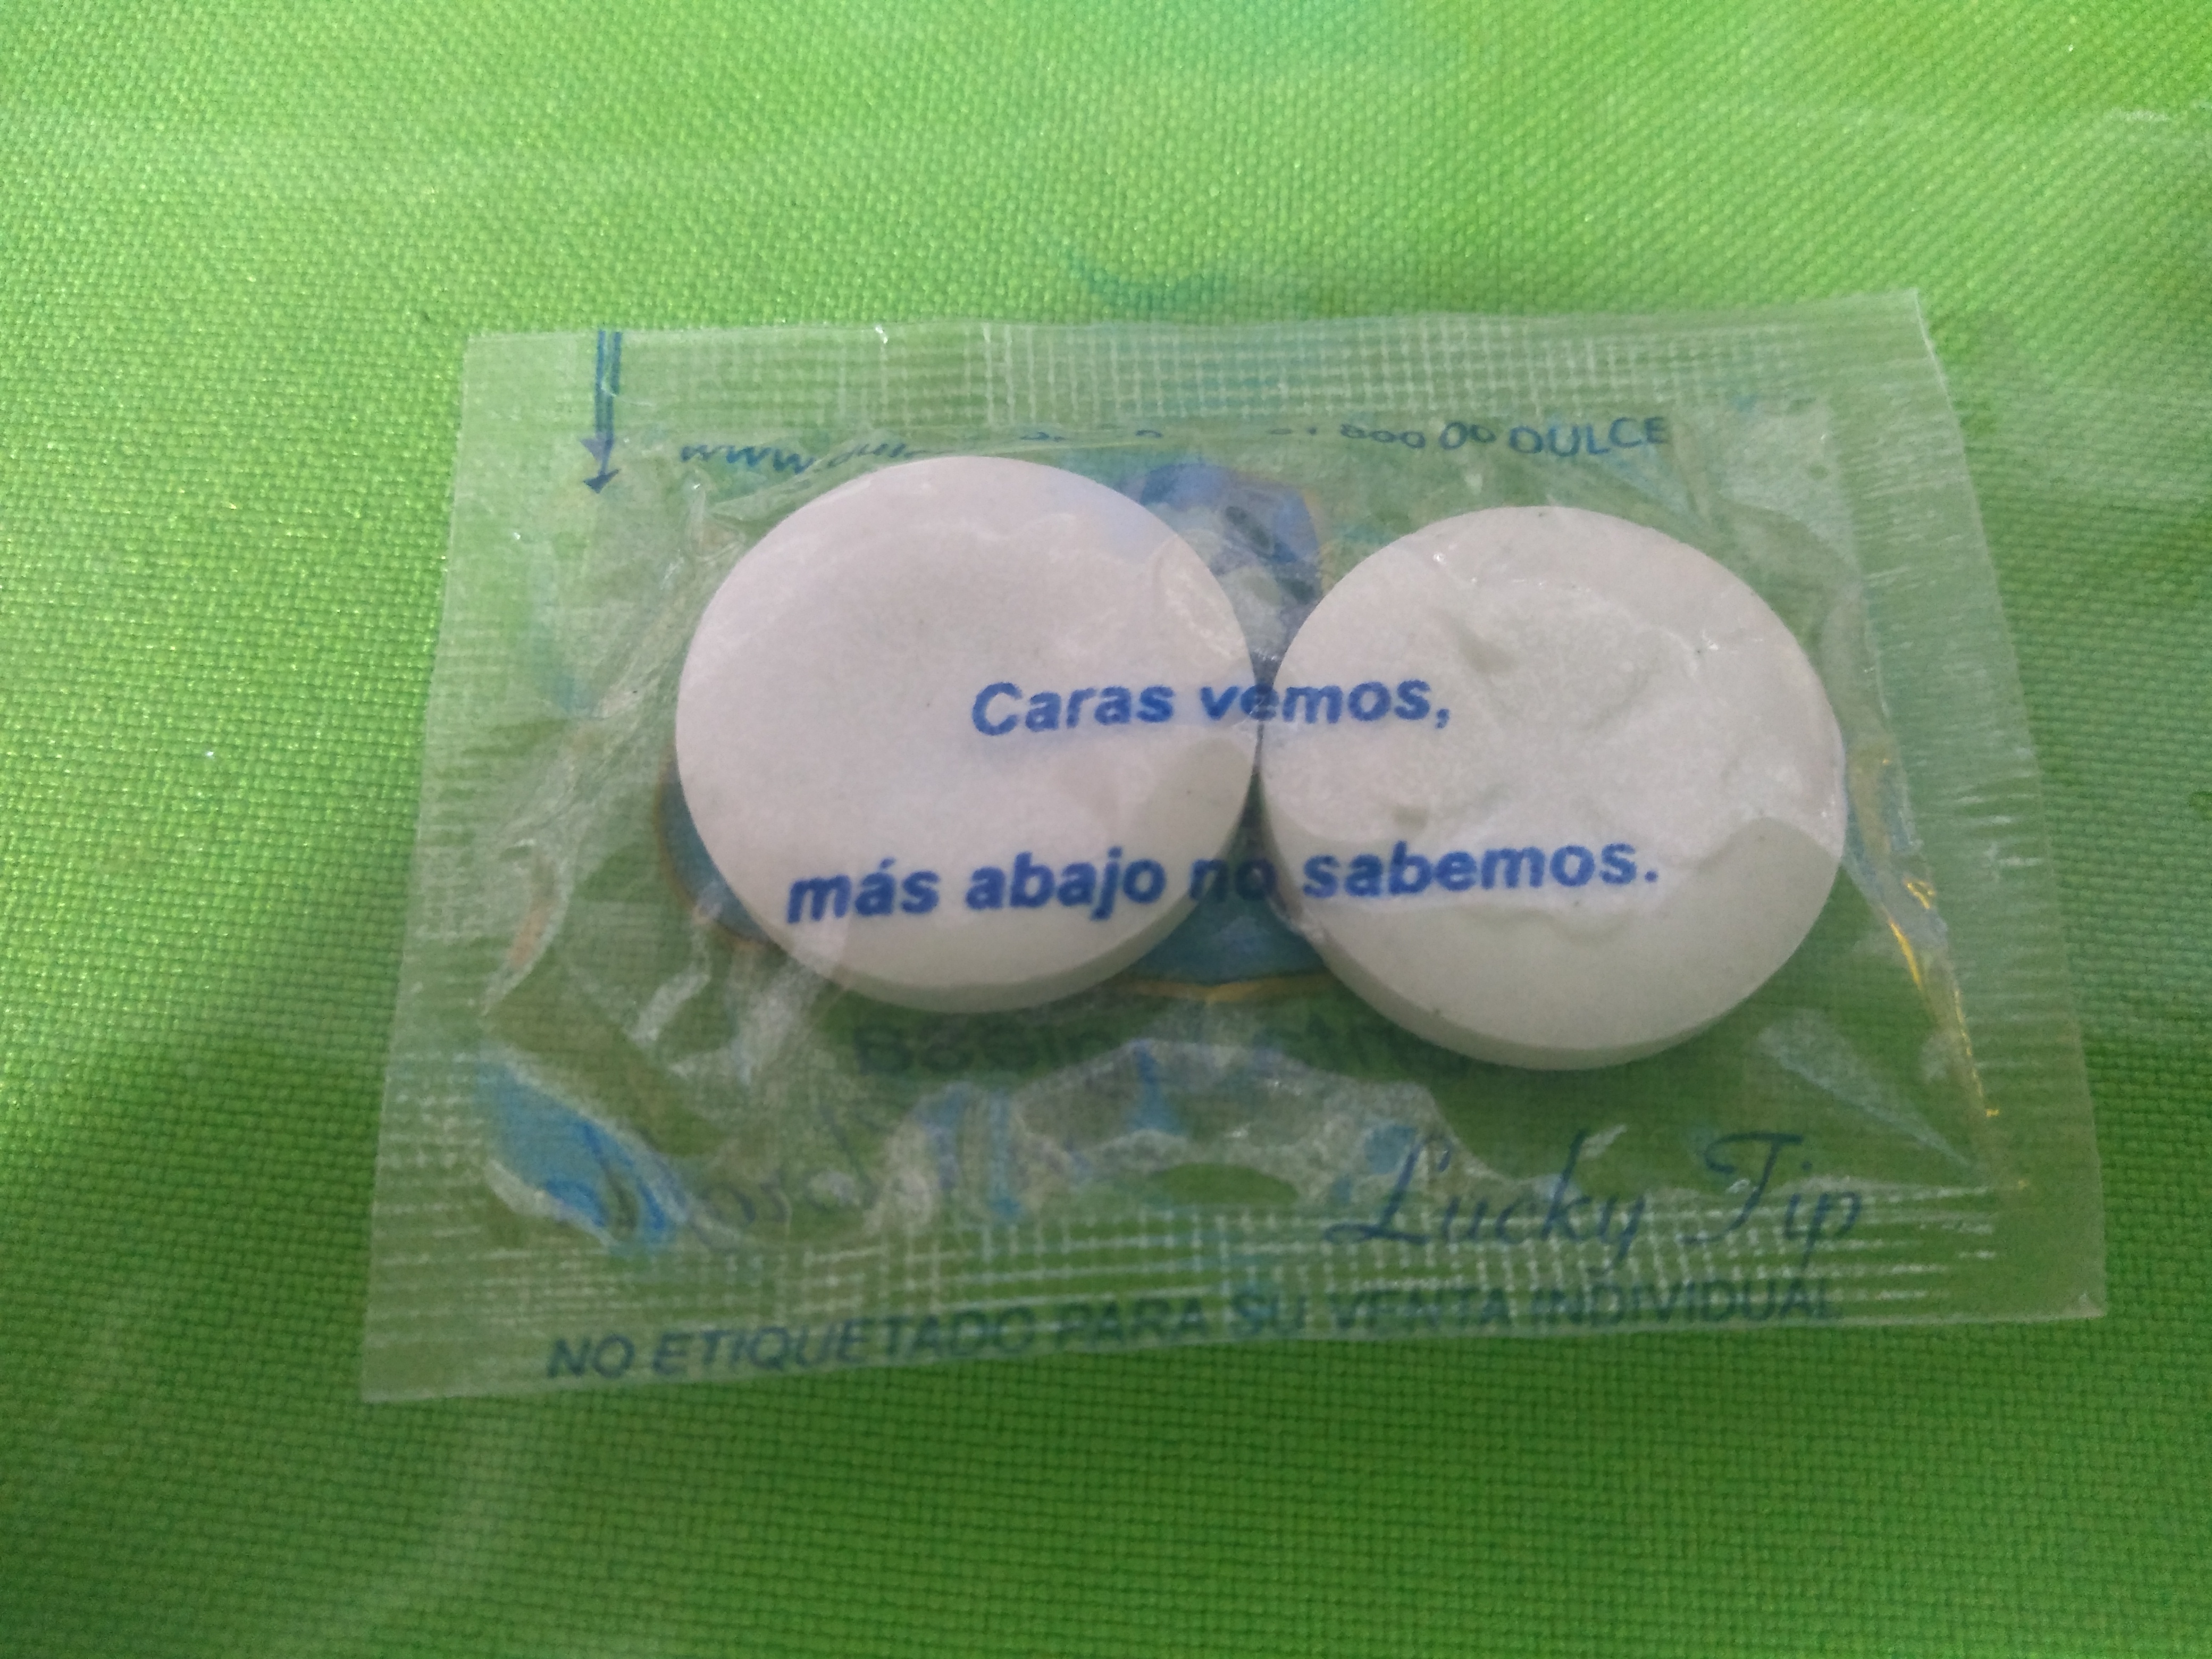 DULCE
Caras vemos,
más abajo no sabemos.
Lucky Tip
NO ETIQUETADO PARA SU VENTA INDIVIDUAL